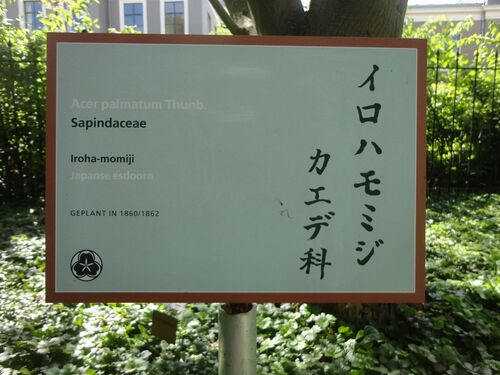 Acer palmatum Thunb.
Sapindaceae
Iroha-momiji
Japanse esdoorn
GEPLANT IN 1860/1862
イロハモミジ
カエデ科